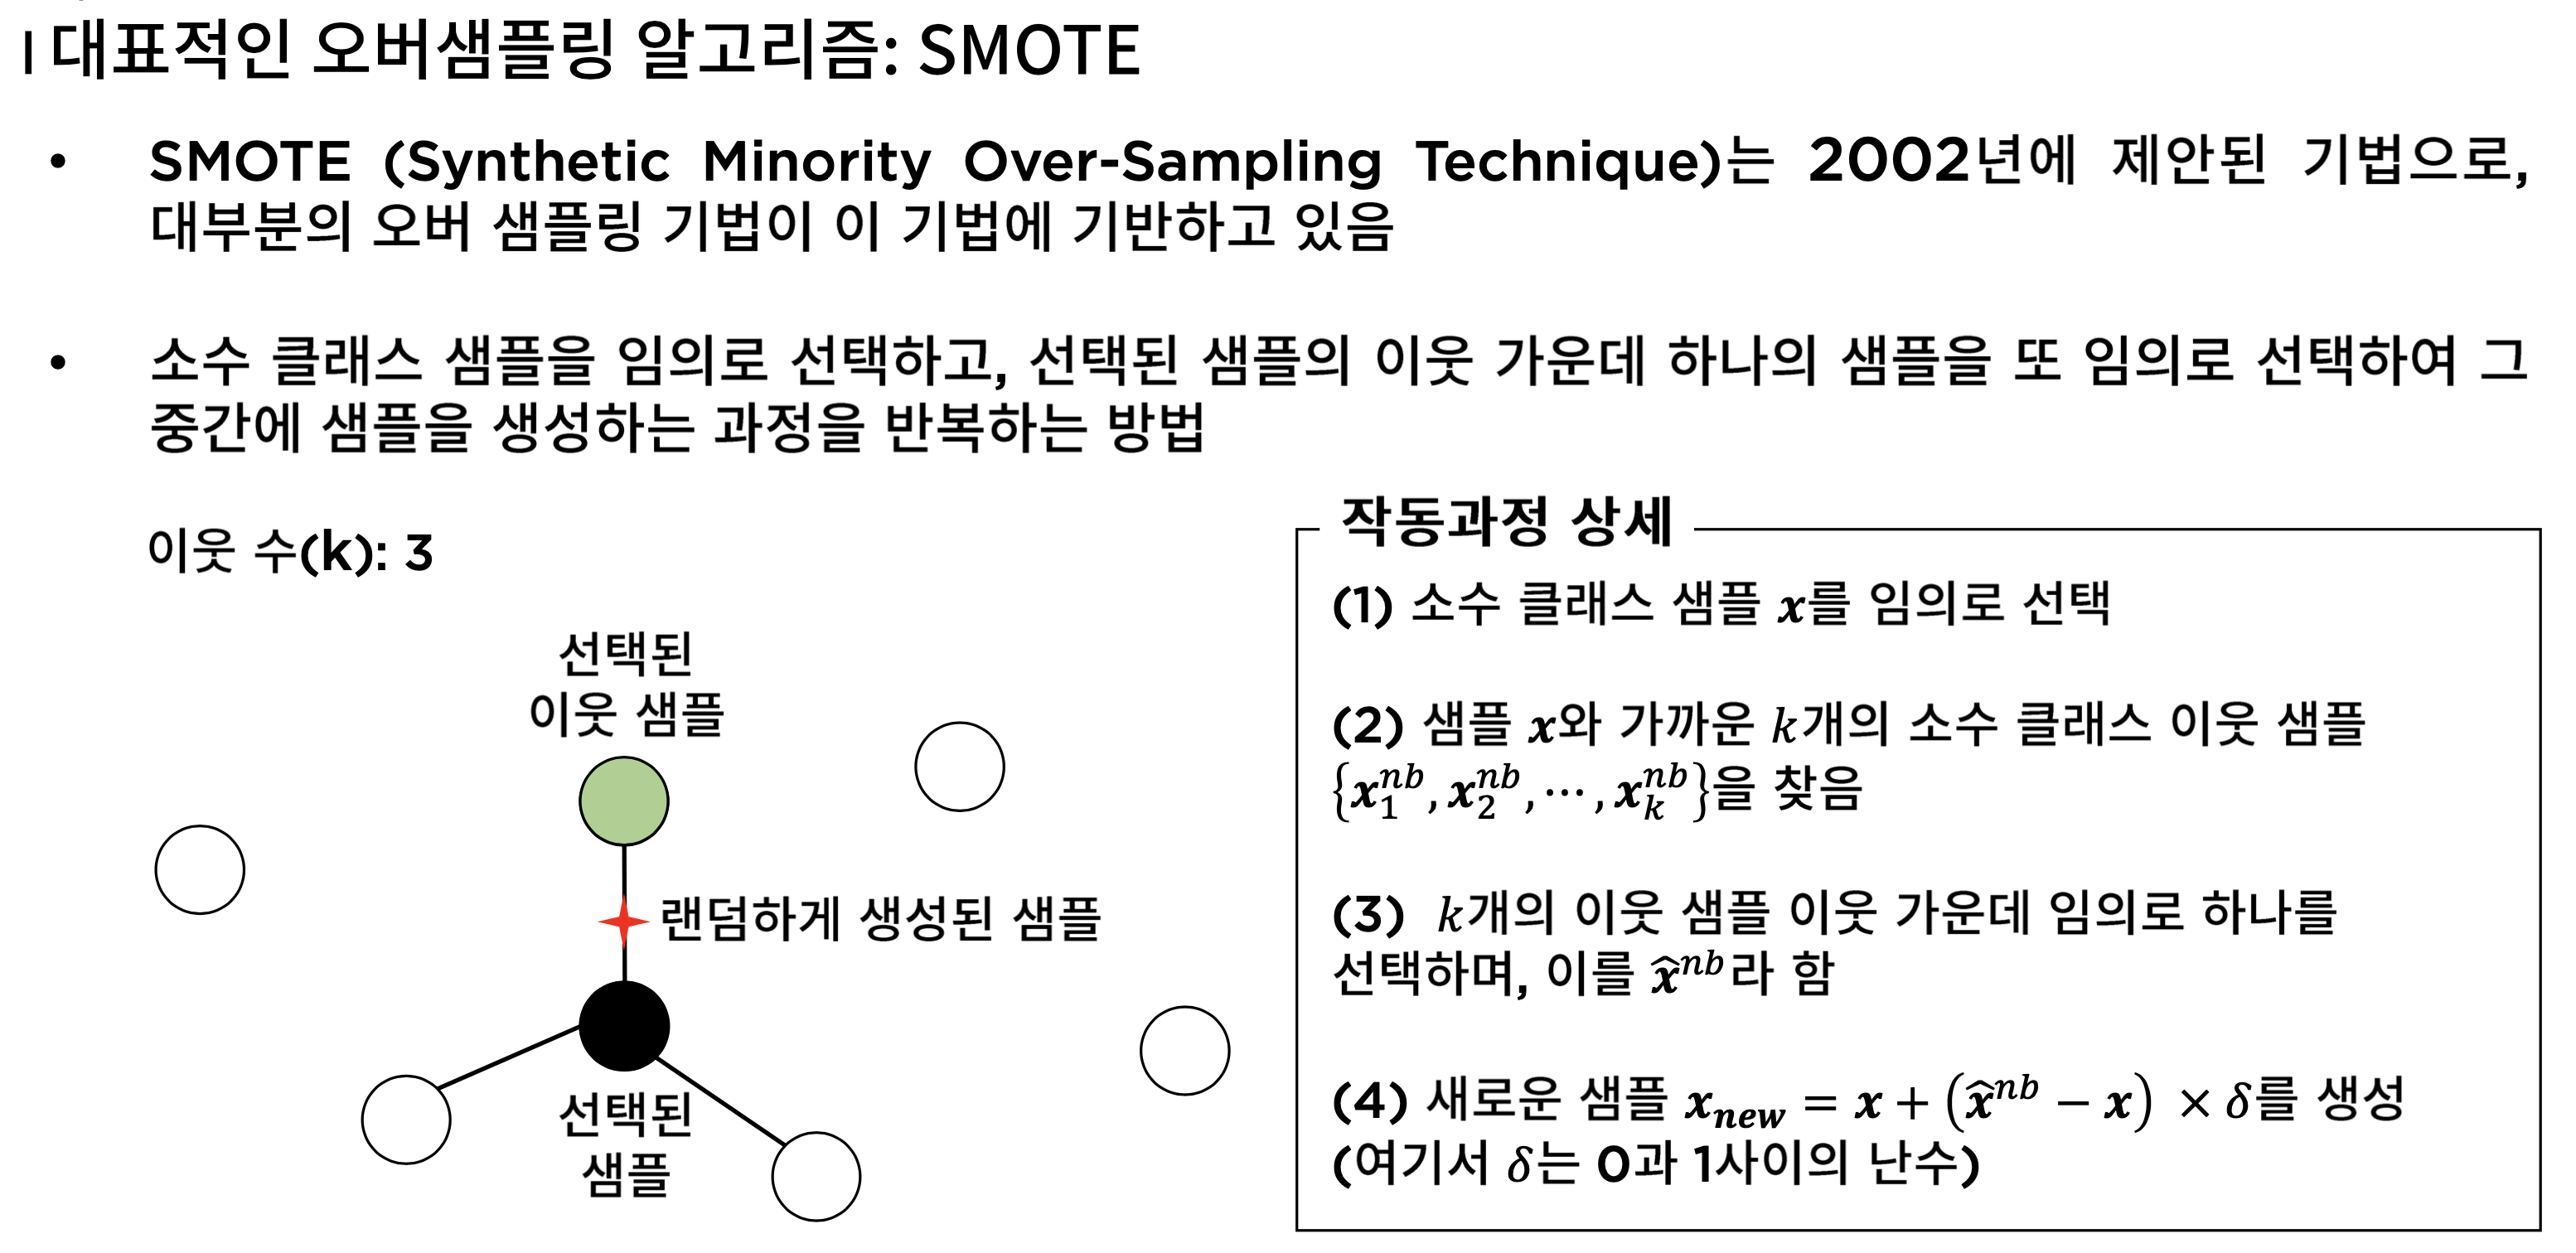 대표적인 오버샘플링 알고리즘: SMOTE
• SMOTE (Synthetic Minority Over-Sampling Technique)는 2002년에 제안된 기법으로,
대부분의 오버 샘플링 기법이 이 기법에 기반하고 있음
• 소수 클래스 샘플을 임의로 선택하고, 선택된 샘플의 이웃 가운데 하나의 샘플을 또 임의로 선택하여 그
중간에 샘플을 생성하는 과정을 반복하는 방법
이웃 수(k): 3
선택된
이웃 샘플
랜덤하게 생성된 샘플
선택된
샘플
작동과정 상세
(1) 소수 클래스 샘플 x를 임의로 선택
(2) 샘플 x와 가까운 k개의 소수 클래스 이웃 샘플
{x_1^{nb}, x_2^{nb}, ⋯, x_k^{nb}}을 찾음
(3) k개의 이웃 샘플 이웃 가운데 임의로 하나를
선택하며, 이를 x̂^{nb}라 함
(4) 새로운 샘플 x_{new} = x + (x̂^{nb} − x) × δ를 생성
(여기서 δ는 0과 1사이의 난수)